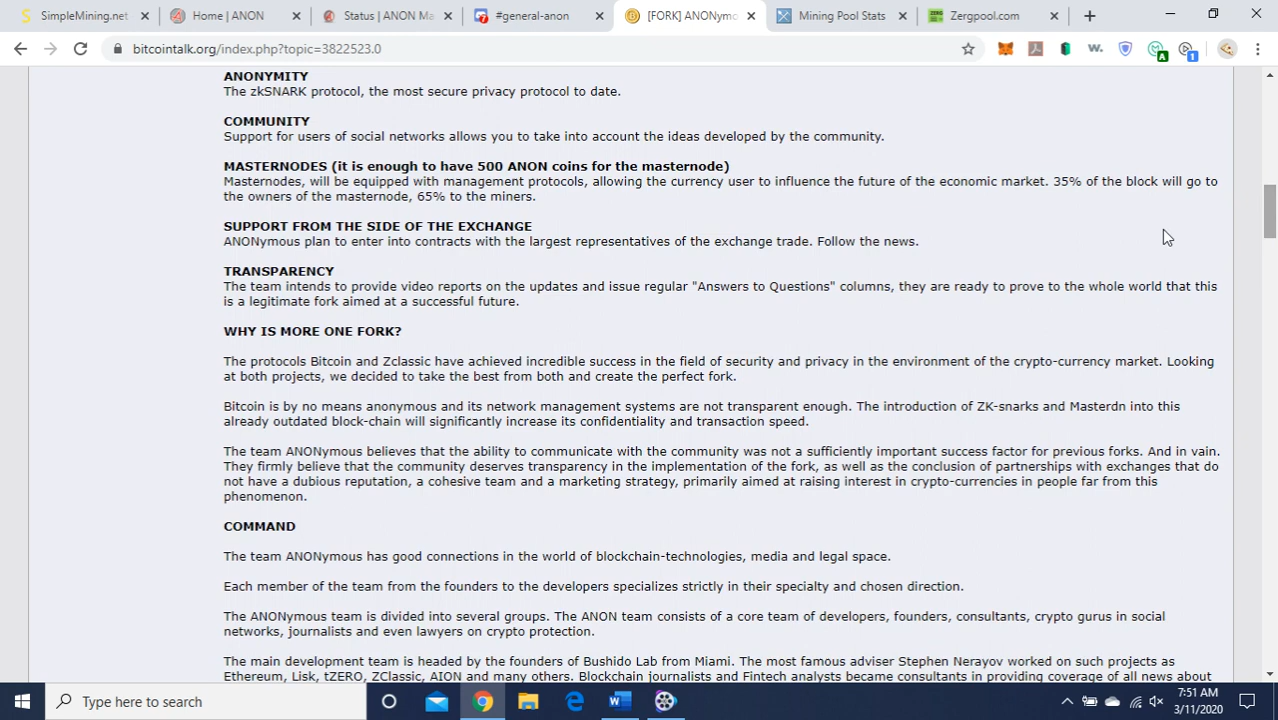 SimpleMining.net
Home | ANON
Status | ANON Ma
#general-anon
[FORK] ANONymo
Mining Pool Stats
Zergpool.com
bitcointalk.org/index.php?topic=3822523.0
ANONYMITY
The zkSNARK protocol, the most secure privacy protocol to date.
COMMUNITY
Support for users of social networks allows you to take into account the ideas developed by the community.
MASTERNODES (it is enough to have 500 ANON coins for the masternode)
Masternodes, will be equipped with management protocols, allowing the currency user to influence the future of the economic market. 35% of the block will go to
the owners of the masternode, 65% to the miners.
SUPPORT FROM THE SIDE OF THE EXCHANGE
ANONymous plan to enter into contracts with the largest representatives of the exchange trade. Follow the news.
TRANSPARENCY
The team intends to provide video reports on the updates and issue regular "Answers to Questions" columns, they are ready to prove to the whole world that this
is a legitimate fork aimed at a successful future.
WHY IS MORE ONE FORK?
The protocols Bitcoin and Zclassic have achieved incredible success in the field of security and privacy in the environment of the crypto-currency market. Looking
at both projects, we decided to take the best from both and create the perfect fork.
Bitcoin is by no means anonymous and its network management systems are not transparent enough. The introduction of ZK-snarks and Masterdn into this
already outdated block-chain will significantly increase its confidentiality and transaction speed.
The team ANONymous believes that the ability to communicate with the community was not a sufficiently important success factor for previous forks. And in vain.
They firmly believe that the community deserves transparency in the implementation of the fork, as well as the conclusion of partnerships with exchanges that do
not have a dubious reputation, a cohesive team and a marketing strategy, primarily aimed at raising interest in crypto-currencies in people far from this
phenomenon.
COMMAND
The team ANONymous has good connections in the world of blockchain-technologies, media and legal space.
Each member of the team from the founders to the developers specializes strictly in their specialty and chosen direction.
The ANONymous team is divided into several groups. The ANON team consists of a core team of developers, founders, consultants, crypto gurus in social
networks, journalists and even lawyers on crypto protection.
The main development team is headed by the founders of Bushido Lab from Miami. The most famous adviser Stephen Nerayov worked on such projects as
Ethereum, Lisk, tZERO, ZClassic, AION and many others. Blockchain journalists and Fintech analysts became consultants in providing coverage of all news about
Type here to search
7:51 AM
3/11/2020